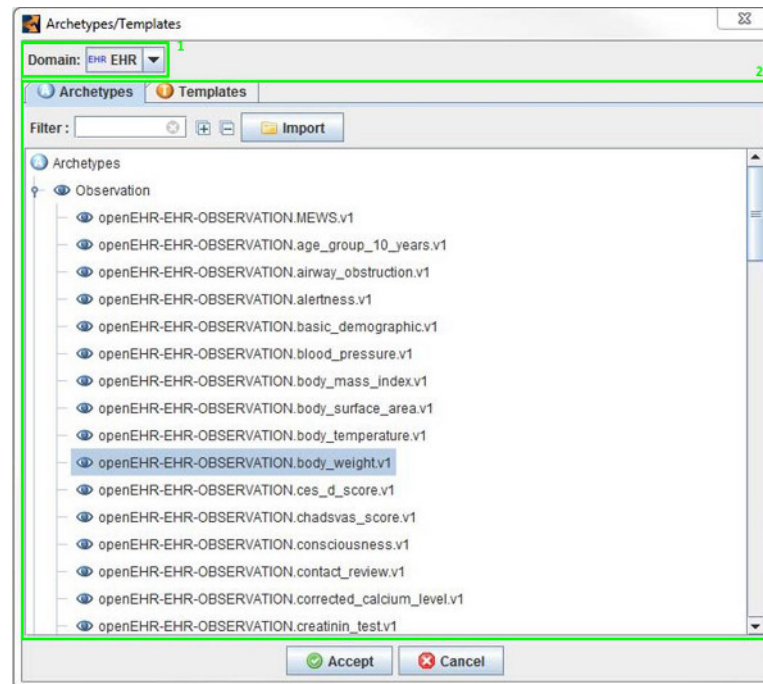 Archetypes/Templates
1
Domain: EHR EHR
2
Archetypes Templates
Filter : Import
Archetypes
Observation
openEHR-EHR-OBSERVATION.MEWS.v1
openEHR-EHR-OBSERVATION.age_group_10_years.v1
openEHR-EHR-OBSERVATION.airway_obstruction.v1
openEHR-EHR-OBSERVATION.alertness.v1
openEHR-EHR-OBSERVATION.basic_demographic.v1
openEHR-EHR-OBSERVATION.blood_pressure.v1
openEHR-EHR-OBSERVATION.body_mass_index.v1
openEHR-EHR-OBSERVATION.body_surface_area.v1
openEHR-EHR-OBSERVATION.body_temperature.v1
openEHR-EHR-OBSERVATION.body_weight.v1
openEHR-EHR-OBSERVATION.ces_d_score.v1
openEHR-EHR-OBSERVATION.chadsvas_score.v1
openEHR-EHR-OBSERVATION.consciousness.v1
openEHR-EHR-OBSERVATION.contact_review.v1
openEHR-EHR-OBSERVATION.corrected_calcium_level.v1
openEHR-EHR-OBSERVATION.creatinin_test.v1
Accept Cancel